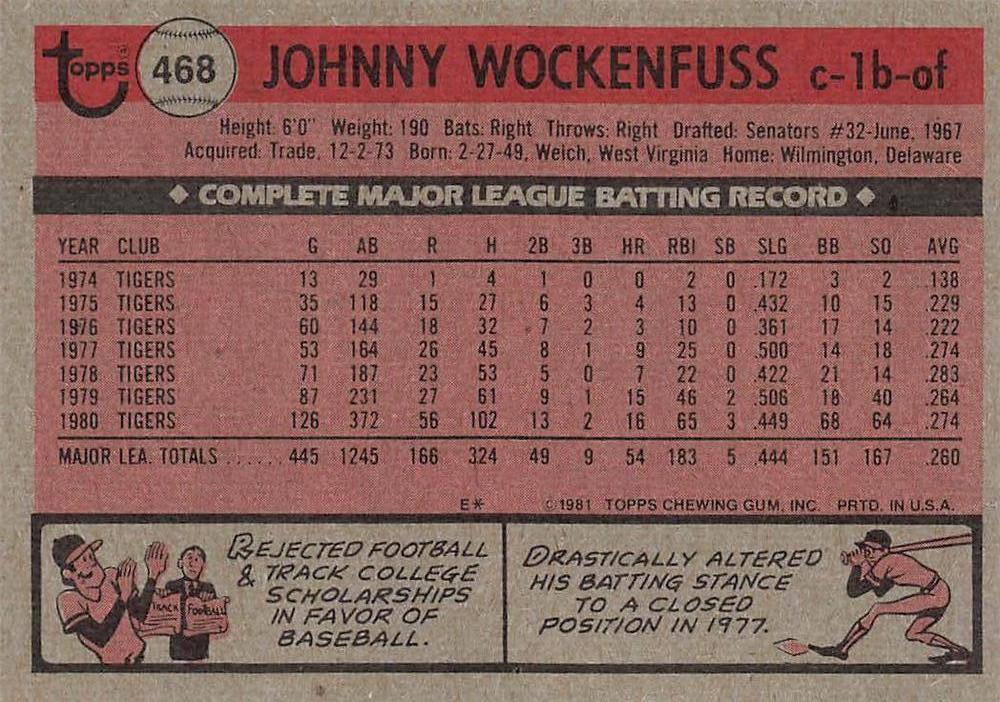 Topps® 468 JOHNNY WOCKENFUSS c-1b-of
Height: 6'0" Weight: 190 Bats: Right Throws: Right Drafted: Senators #32-June, 1967
Acquired: Trade, 12-2-73 Born: 2-27-49, Welch, West Virginia Home: Wilmington, Delaware
◆ COMPLETE MAJOR LEAGUE BATTING RECORD ◆
YEAR CLUB G AB R H 2B 3B HR RBI SB SLG BB SO AVG
1974 TIGERS 13 29 1 4 1 0 0 2 0 .172 3 2 .138
1975 TIGERS 35 118 15 27 6 3 4 13 0 .432 10 15 .229
1976 TIGERS 60 144 18 32 7 2 3 10 0 .361 17 14 .222
1977 TIGERS 53 164 26 45 8 1 9 25 0 .500 14 18 .274
1978 TIGERS 71 187 23 53 5 0 7 22 0 .422 21 14 .283
1979 TIGERS 87 231 27 61 9 1 15 46 2 .506 18 40 .264
1980 TIGERS 126 372 56 102 13 2 16 65 3 .449 68 64 .274
MAJOR LEA. TOTALS ...... 445 1245 166 324 49 9 54 183 5 .444 151 167 .260
E* ©1981 TOPPS CHEWING GUM, INC. PRTD. IN U.S.A.
REJECTED FOOTBALL
& TRACK COLLEGE
SCHOLARSHIPS
IN FAVOR OF
BASEBALL.
TRACK FOOTBALL
DRASTICALLY ALTERED
HIS BATTING STANCE
TO A CLOSED
POSITION IN 1977.